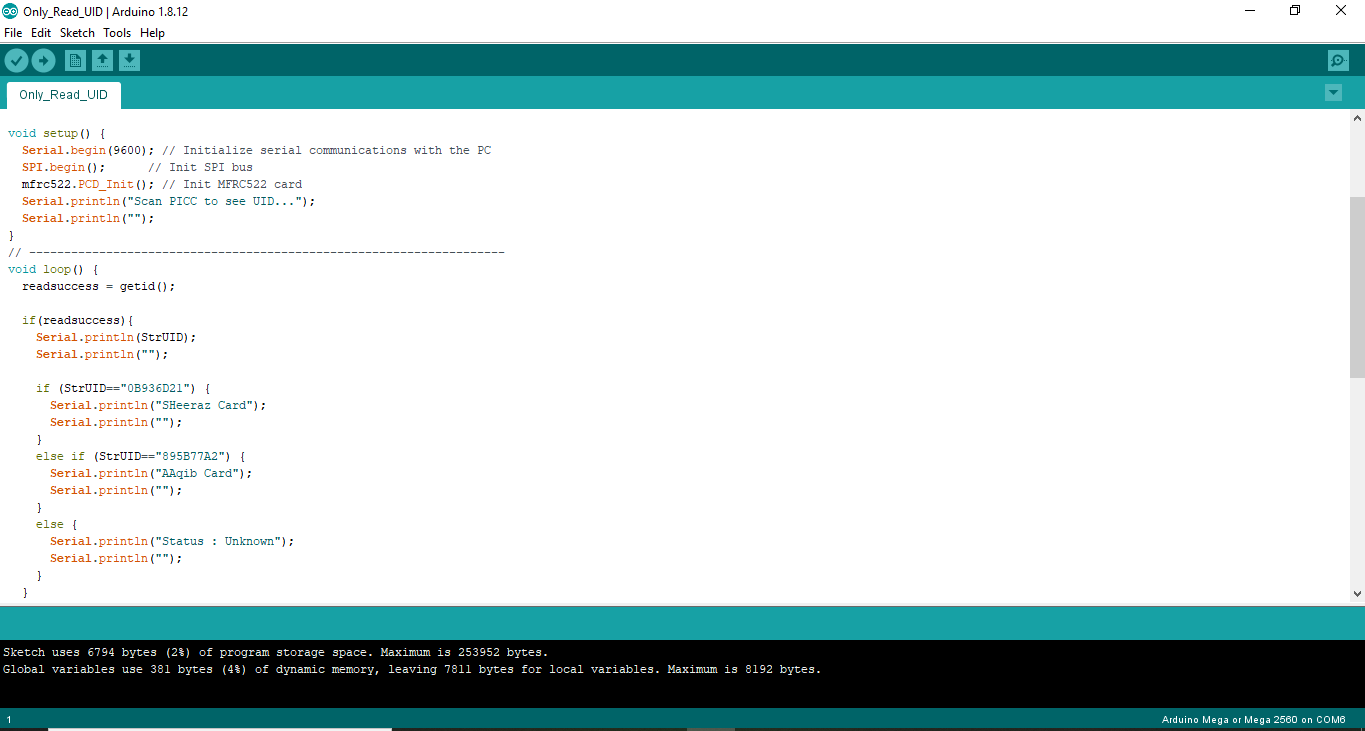 Only_Read_UID | Arduino 1.8.12
File Edit Sketch Tools Help
Only_Read_UID
void setup() {
  Serial.begin(9600); // Initialize serial communications with the PC
  SPI.begin();      // Init SPI bus
  mfrc522.PCD_Init(); // Init MFRC522 card
  Serial.println("Scan PICC to see UID...");
  Serial.println("");
}
// --------------------------------------------------------------------
void loop() {
  readsuccess = getid();
  if(readsuccess){
    Serial.println(StrUID);
    Serial.println("");
    if (StrUID=="0B936D21") {
      Serial.println("SHeeraz Card");
      Serial.println("");
    }
    else if (StrUID=="895B77A2") {
      Serial.println("AAqib Card");
      Serial.println("");
    }
    else {
      Serial.println("Status : Unknown");
      Serial.println("");
    }
  }
Sketch uses 6794 bytes (2%) of program storage space. Maximum is 253952 bytes.
Global variables use 381 bytes (4%) of dynamic memory, leaving 7811 bytes for local variables. Maximum is 8192 bytes.
1 Arduino Mega or Mega 2560 on COM6